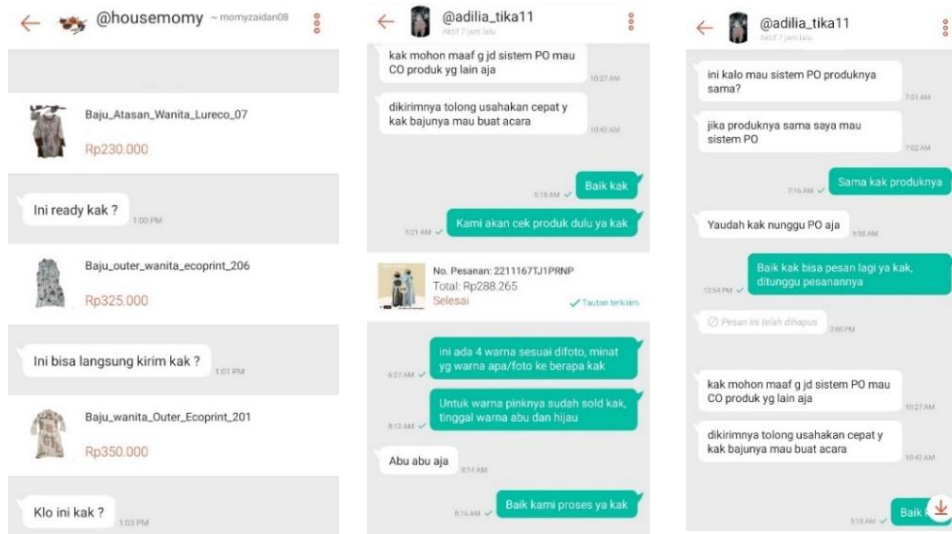 @housemomy ~ momyzaidan08
Baju_Atasan_Wanita_Lureco_07
Rp230.000
Ini ready kak ?
1:00 PM
Baju_outer_wanita_ecoprint_206
Rp325.000
Ini bisa langsung kirim kak ?
1:01 PM
Baju_wanita_Outer_Ecoprint_201
Rp350.000
Klo ini kak ?
1:03 PM
@adilia_tika11
Aktif 7 jam lalu
kak mohon maaf g jd sistem PO mau
CO produk yg lain aja
10:27 AM
dikirimnya tolong usahakan cepat y
kak bajunya mau buat acara
10:42 AM
Baik kak
5:18 AM
Kami akan cek produk dulu ya kak
5:21 AM
No. Pesanan: 2211167TJ1PRNP
Total: Rp288.265
Selesai
Tautan terkirim
ini ada 4 warna sesuai difoto, minat
yg warna apa/foto ke berapa kak
6:07 AM
Untuk warna pinknya sudah sold kak,
tinggal warna abu dan hijau
8:12 AM
Abu abu aja
8:14 AM
Baik kami proses ya kak
8:16 AM
@adilia_tika11
Aktif 7 jam lalu
ini kalo mau sistem PO produknya
sama?
7:01 AM
jika produknya sama saya mau
sistem PO
7:02 AM
Sama kak produknya
7:16 AM
Yaudah kak nunggu PO aja
9:38 AM
Baik kak bisa pesan lagi ya kak,
ditunggu pesanannya
12:54 PM
Pesan ini telah dihapus
2:00 PM
kak mohon maaf g jd sistem PO mau
CO produk yg lain aja
10:27 AM
dikirimnya tolong usahakan cepat y
kak bajunya mau buat acara
10:42 AM
Baik
5:18 AM